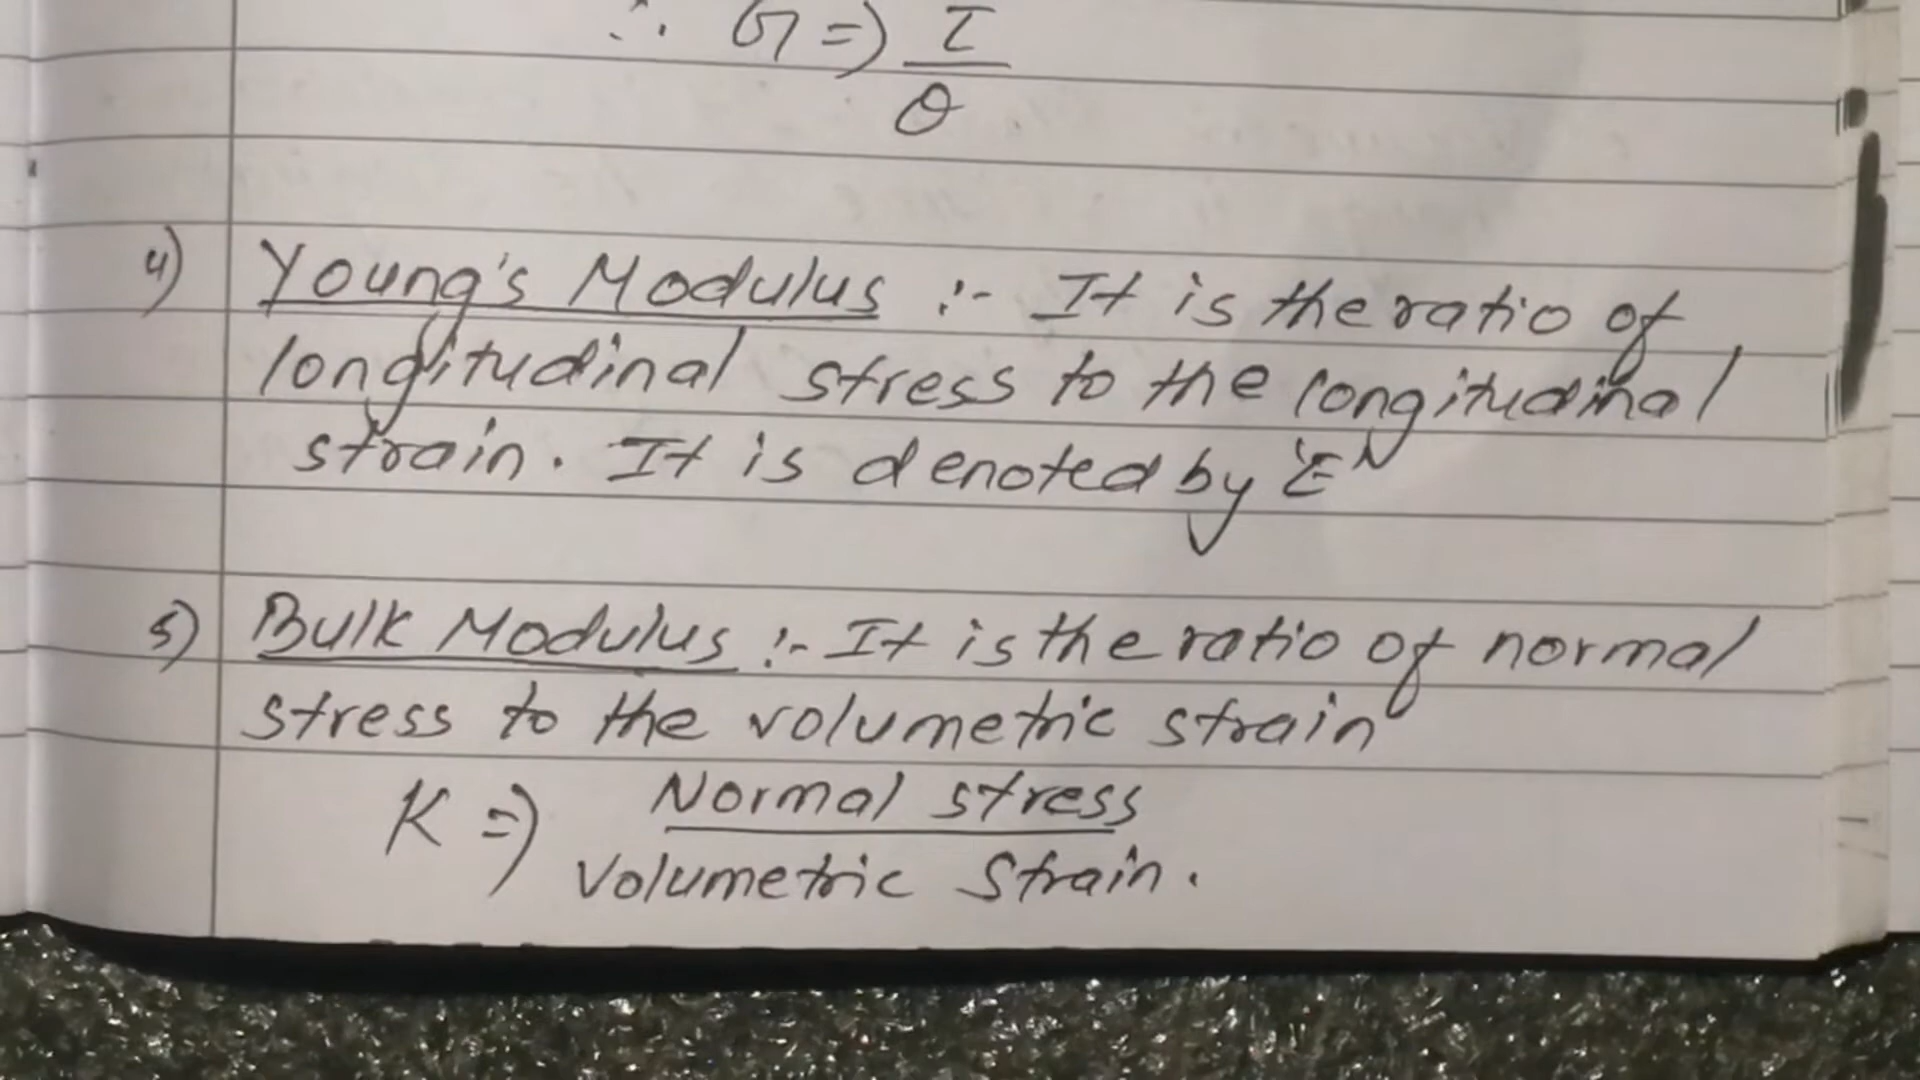 ∴ G => τ
θ
4) Young's Modulus :- It is the ratio of
longitudinal stress to the longitudinal
strain. It is denoted by 'E'
5) Bulk Modulus :- It is the ratio of normal
stress to the volumetric strain
K => Normal stress
Volumetric Strain.